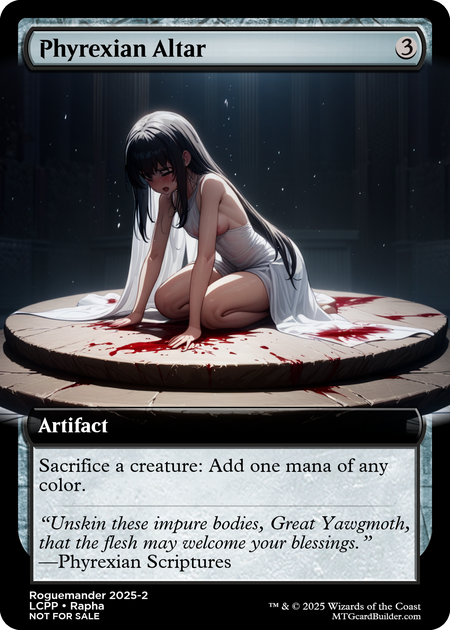 Phyrexian Altar 3
Artifact
Sacrifice a creature: Add one mana of any
color.
“Unskin these impure bodies, Great Yawgmoth,
that the flesh may welcome your blessings.”
—Phyrexian Scriptures
Roguemander 2025-2
LCPP • Rapha
NOT FOR SALE
™ & © 2025 Wizards of the Coast
MTGcardBuilder.com